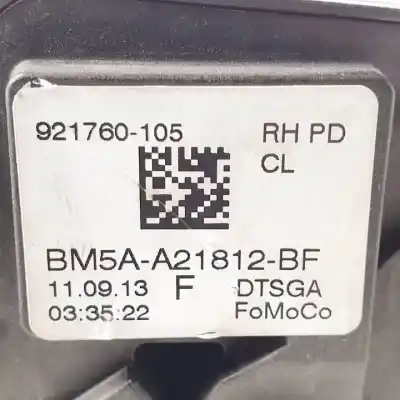 921760-105 RH PD
CL
BM5A-A21812-BF
11.09.13 F DTSGA
03:35:22 FoMoCo